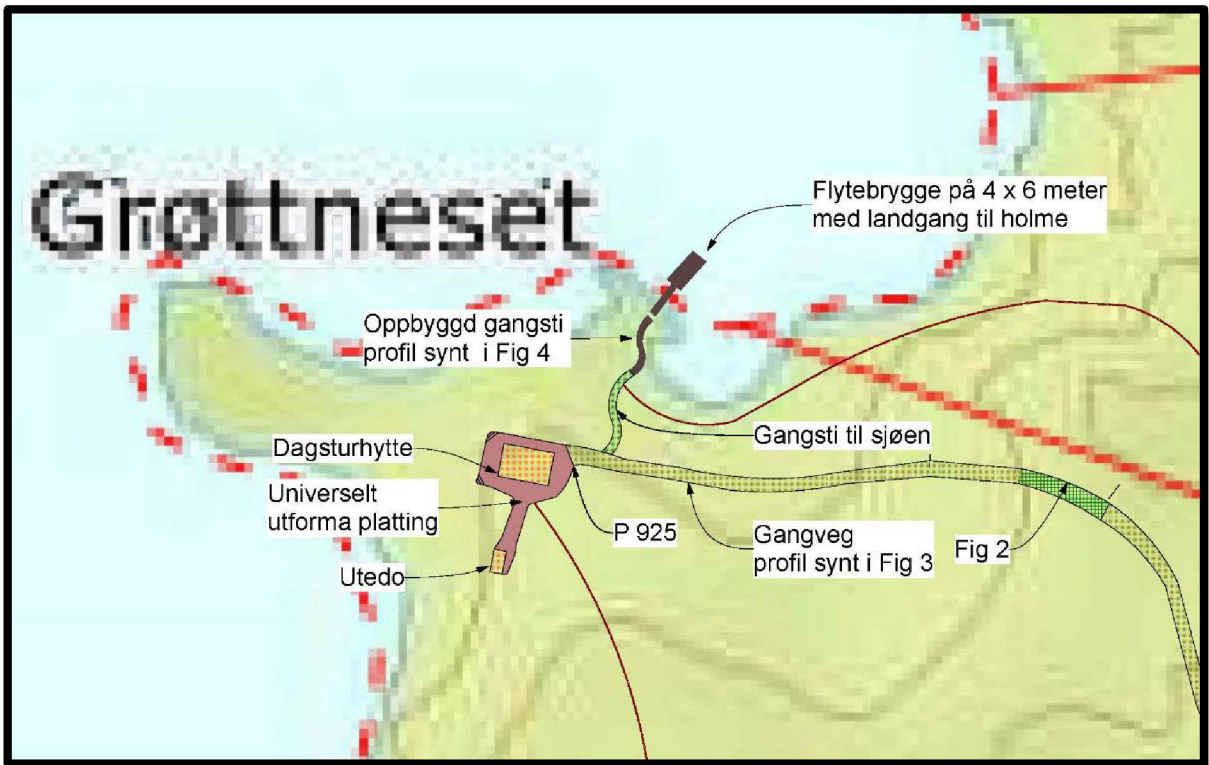 Grøttneset
Flytebrygge på 4 x 6 meter
med landgang til holme
Oppbyggd gangsti
profil synt i Fig 4
Dagsturhytte
Gangsti til sjøen
Universelt
utforma platting
P 925
Gangveg
profil synt i Fig 3
Fig 2
Utedo